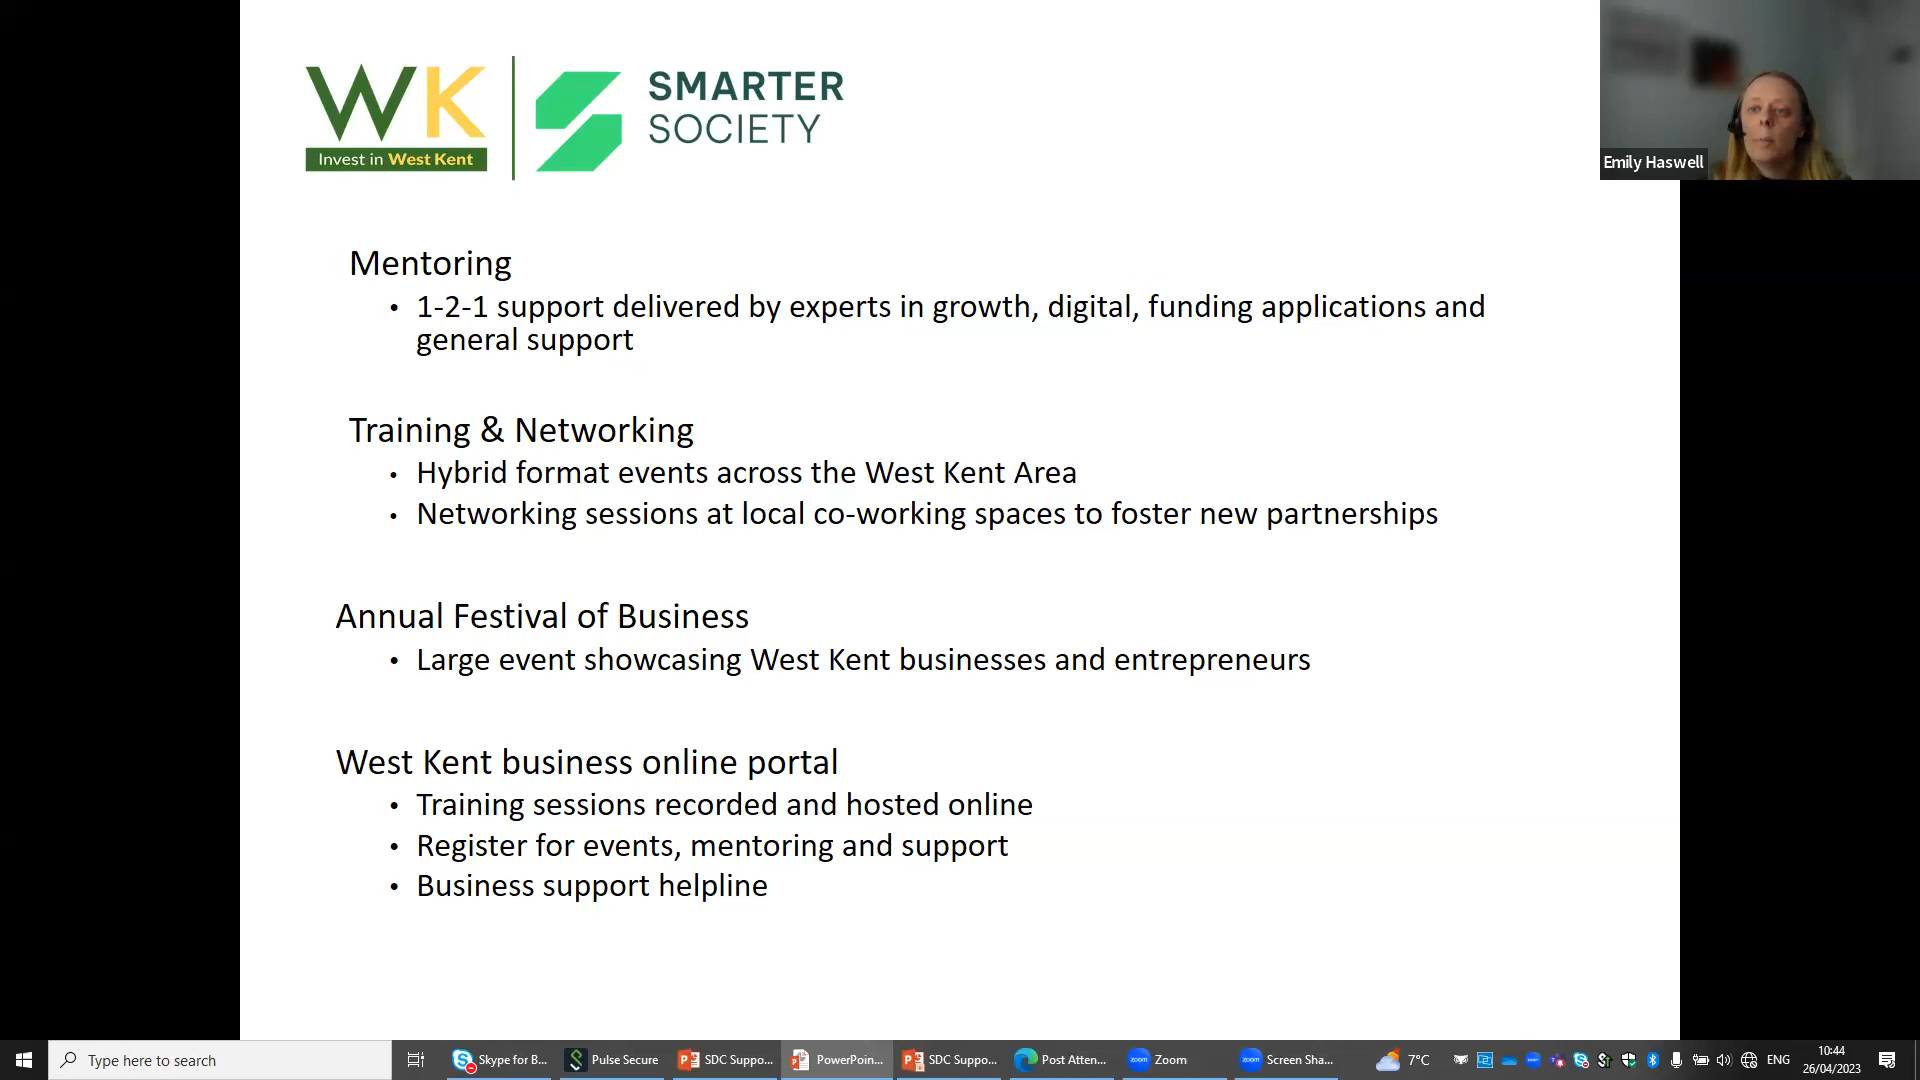 WK
Invest in West Kent
SMARTER
SOCIETY
Emily Haswell
Mentoring
• 1-2-1 support delivered by experts in growth, digital, funding applications and
general support
Training & Networking
• Hybrid format events across the West Kent Area
• Networking sessions at local co-working spaces to foster new partnerships
Annual Festival of Business
• Large event showcasing West Kent businesses and entrepreneurs
West Kent business online portal
• Training sessions recorded and hosted online
• Register for events, mentoring and support
• Business support helpline
Type here to search
Skype for B...
Pulse Secure
SDC Suppo...
PowerPoin...
SDC Suppo...
Post Atten...
zoom
Zoom
zoom
Screen Sha...
7°C
ENG
10:44
26/04/2023